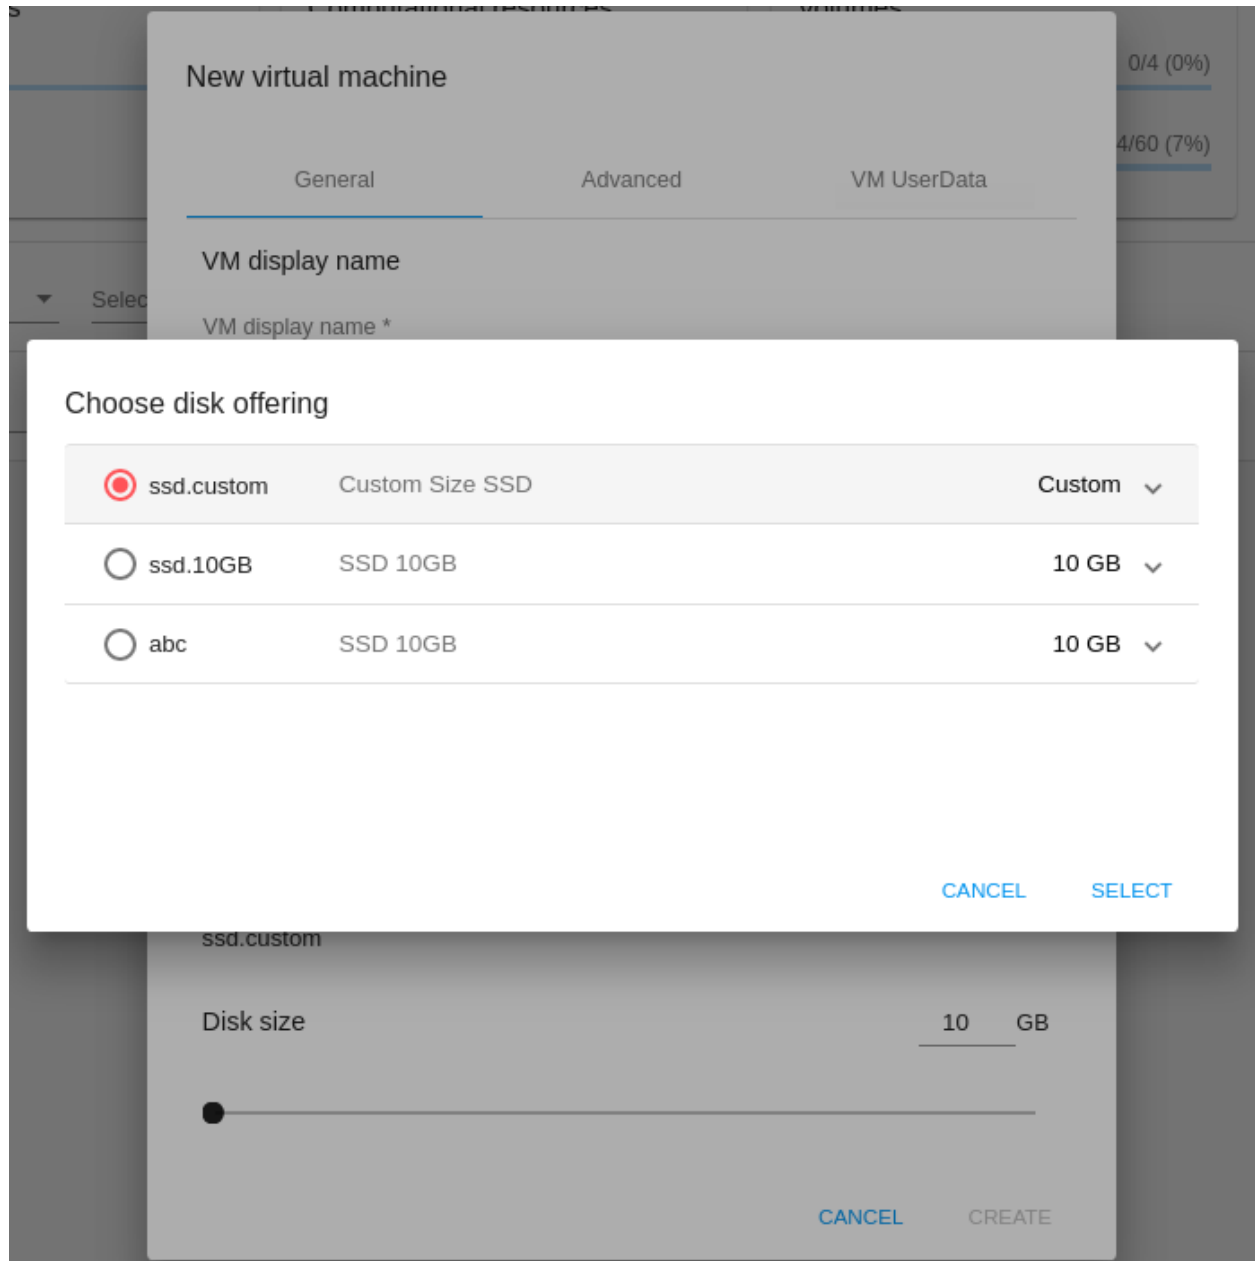 0/4 (0%)
New virtual machine
4/60 (7%)
General Advanced VM UserData
VM display name
Selec
VM display name *
Choose disk offering
ssd.custom Custom Size SSD Custom
ssd.10GB SSD 10GB 10 GB
abc SSD 10GB 10 GB
CANCEL SELECT
ssd.custom
Disk size 10 GB
CANCEL CREATE